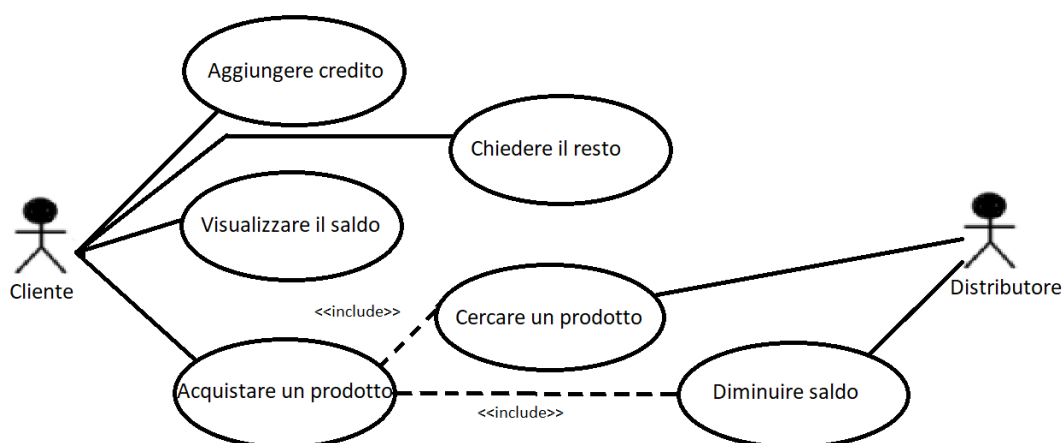 Aggiungere credito
Chiedere il resto
Visualizzare il saldo
Cliente
Distributore
<<include>>
Cercare un prodotto
Acquistare un prodotto
Diminuire saldo
<<include>>